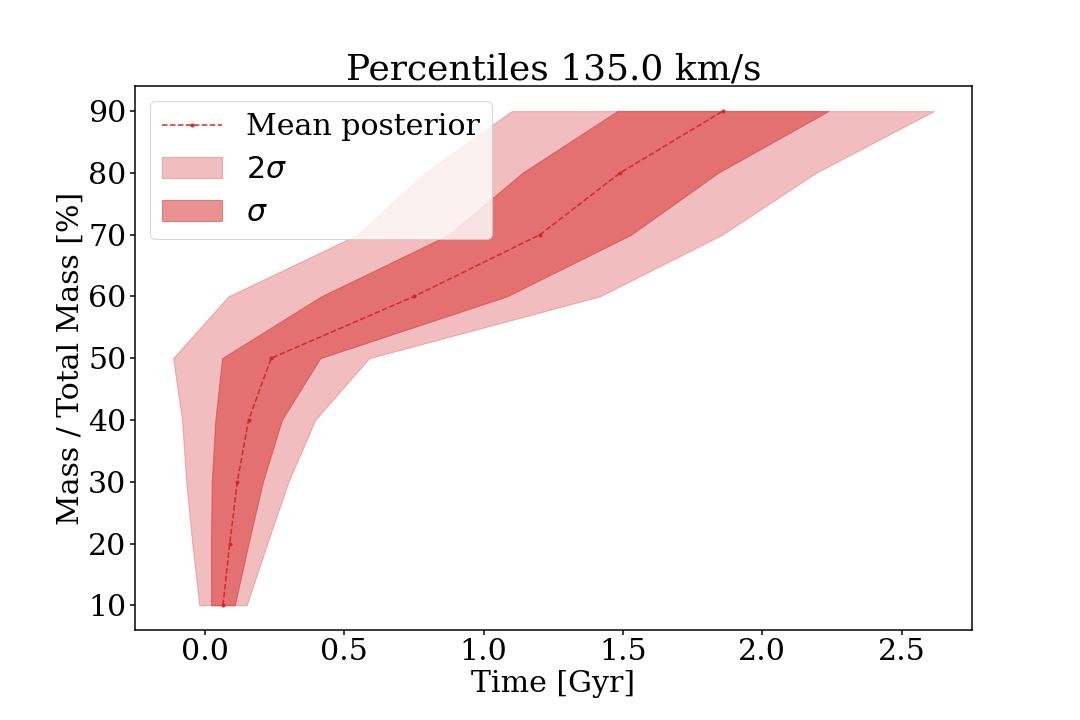 Percentiles 135.0 km/s
Mean posterior
2σ
σ
Mass / Total Mass [%]
90
80
70
60
50
40
30
20
10
0.0 0.5 1.0 1.5 2.0 2.5
Time [Gyr]